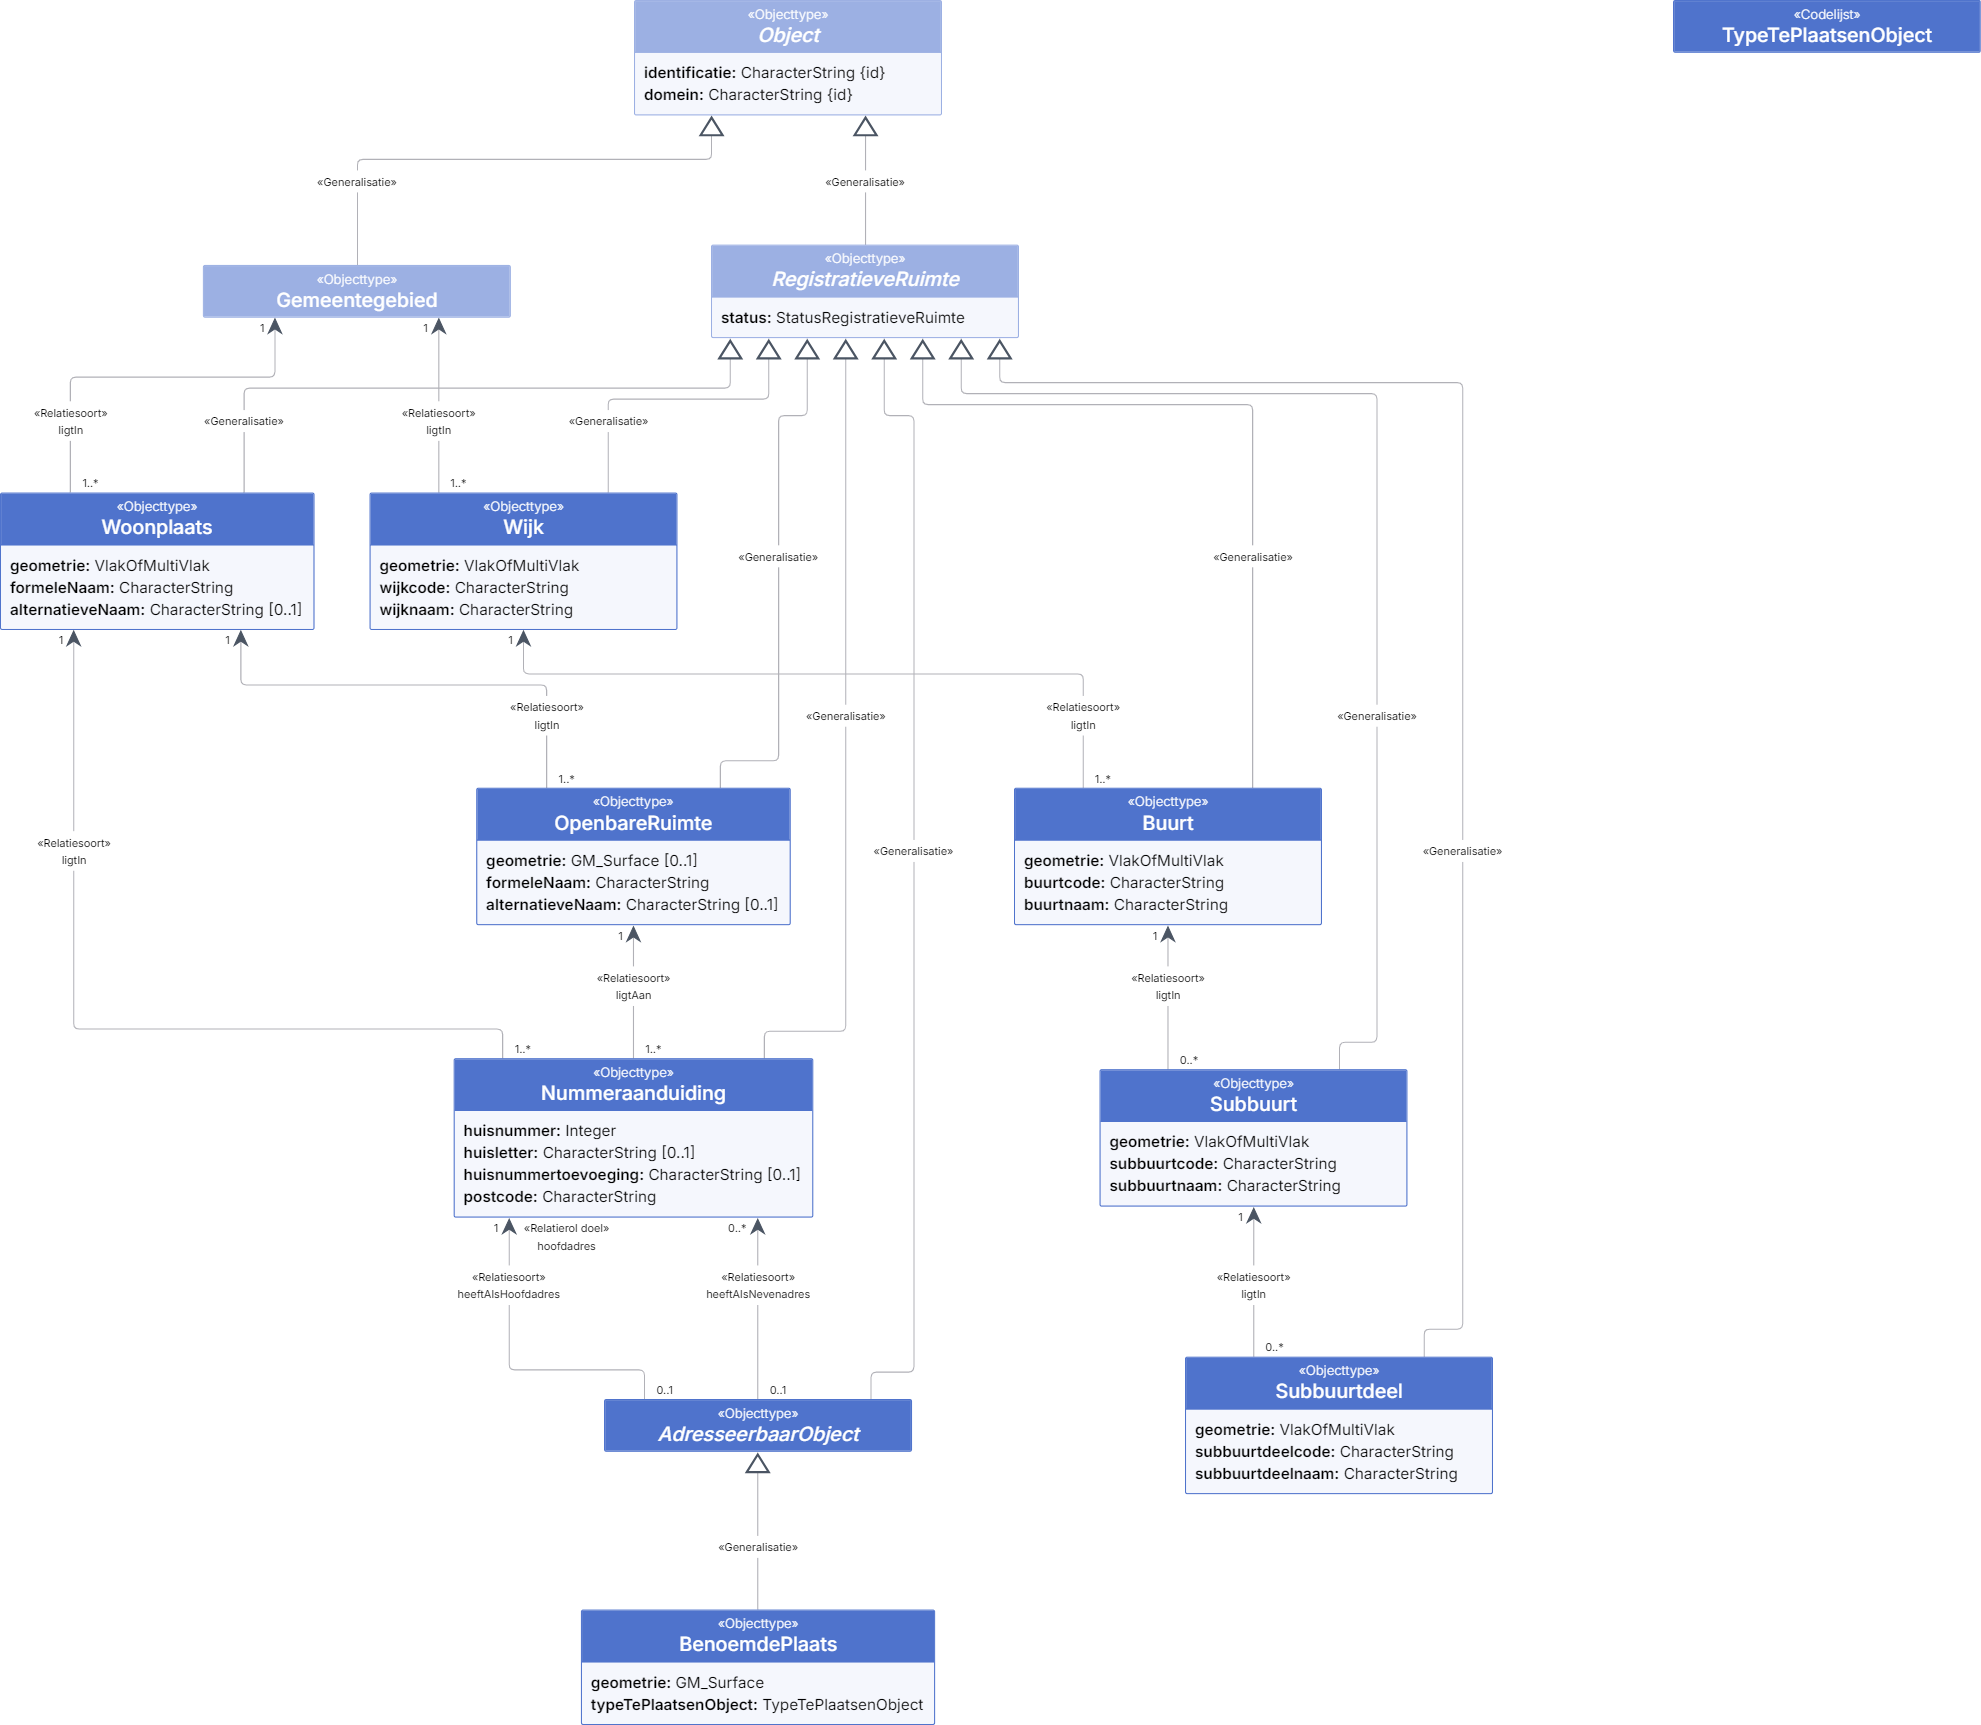 «Objecttype»
Object
identificatie: CharacterString {id}
domein: CharacterString {id}
«Codelijst»
TypeTePlaatsenObject
«Generalisatie»
«Generalisatie»
«Objecttype»
Gemeentegebied
«Objecttype»
RegistratieveRuimte
status: StatusRegistratieveRuimte
1
1
«Relatiesoort»
ligtIn
«Generalisatie»
«Relatiesoort»
ligtIn
«Generalisatie»
1..*
1..*
«Objecttype»
Woonplaats
geometrie: VlakOfMultiVlak
formeleNaam: CharacterString
alternatieveNaam: CharacterString [0..1]
«Objecttype»
Wijk
geometrie: VlakOfMultiVlak
wijkcode: CharacterString
wijknaam: CharacterString
«Generalisatie»
«Generalisatie»
1
1
1
«Relatiesoort»
ligtIn
«Generalisatie»
«Relatiesoort»
ligtIn
«Generalisatie»
1..*
1..*
«Relatiesoort»
ligtIn
«Objecttype»
OpenbareRuimte
geometrie: GM_Surface [0..1]
formeleNaam: CharacterString
alternatieveNaam: CharacterString [0..1]
«Generalisatie»
«Objecttype»
Buurt
geometrie: VlakOfMultiVlak
buurtcode: CharacterString
buurtnaam: CharacterString
«Generalisatie»
1
1
«Relatiesoort»
ligtAan
«Relatiesoort»
ligtIn
1..*
1..*
0..*
«Objecttype»
Nummeraanduiding
huisnummer: Integer
huisletter: CharacterString [0..1]
huisnummertoevoeging: CharacterString [0..1]
postcode: CharacterString
«Objecttype»
Subbuurt
geometrie: VlakOfMultiVlak
subbuurtcode: CharacterString
subbuurtnaam: CharacterString
1
«Relatierol doel»
hoofdadres
0..*
1
«Relatiesoort»
heeftAlsHoofdadres
«Relatiesoort»
heeftAlsNevenadres
«Relatiesoort»
ligtIn
0..1
0..1
0..*
«Objecttype»
AdresseerbaarObject
«Objecttype»
Subbuurtdeel
geometrie: VlakOfMultiVlak
subbuurtdeelcode: CharacterString
subbuurtdeelnaam: CharacterString
«Generalisatie»
«Objecttype»
BenoemdePlaats
geometrie: GM_Surface
typeTePlaatsenObject: TypeTePlaatsenObject